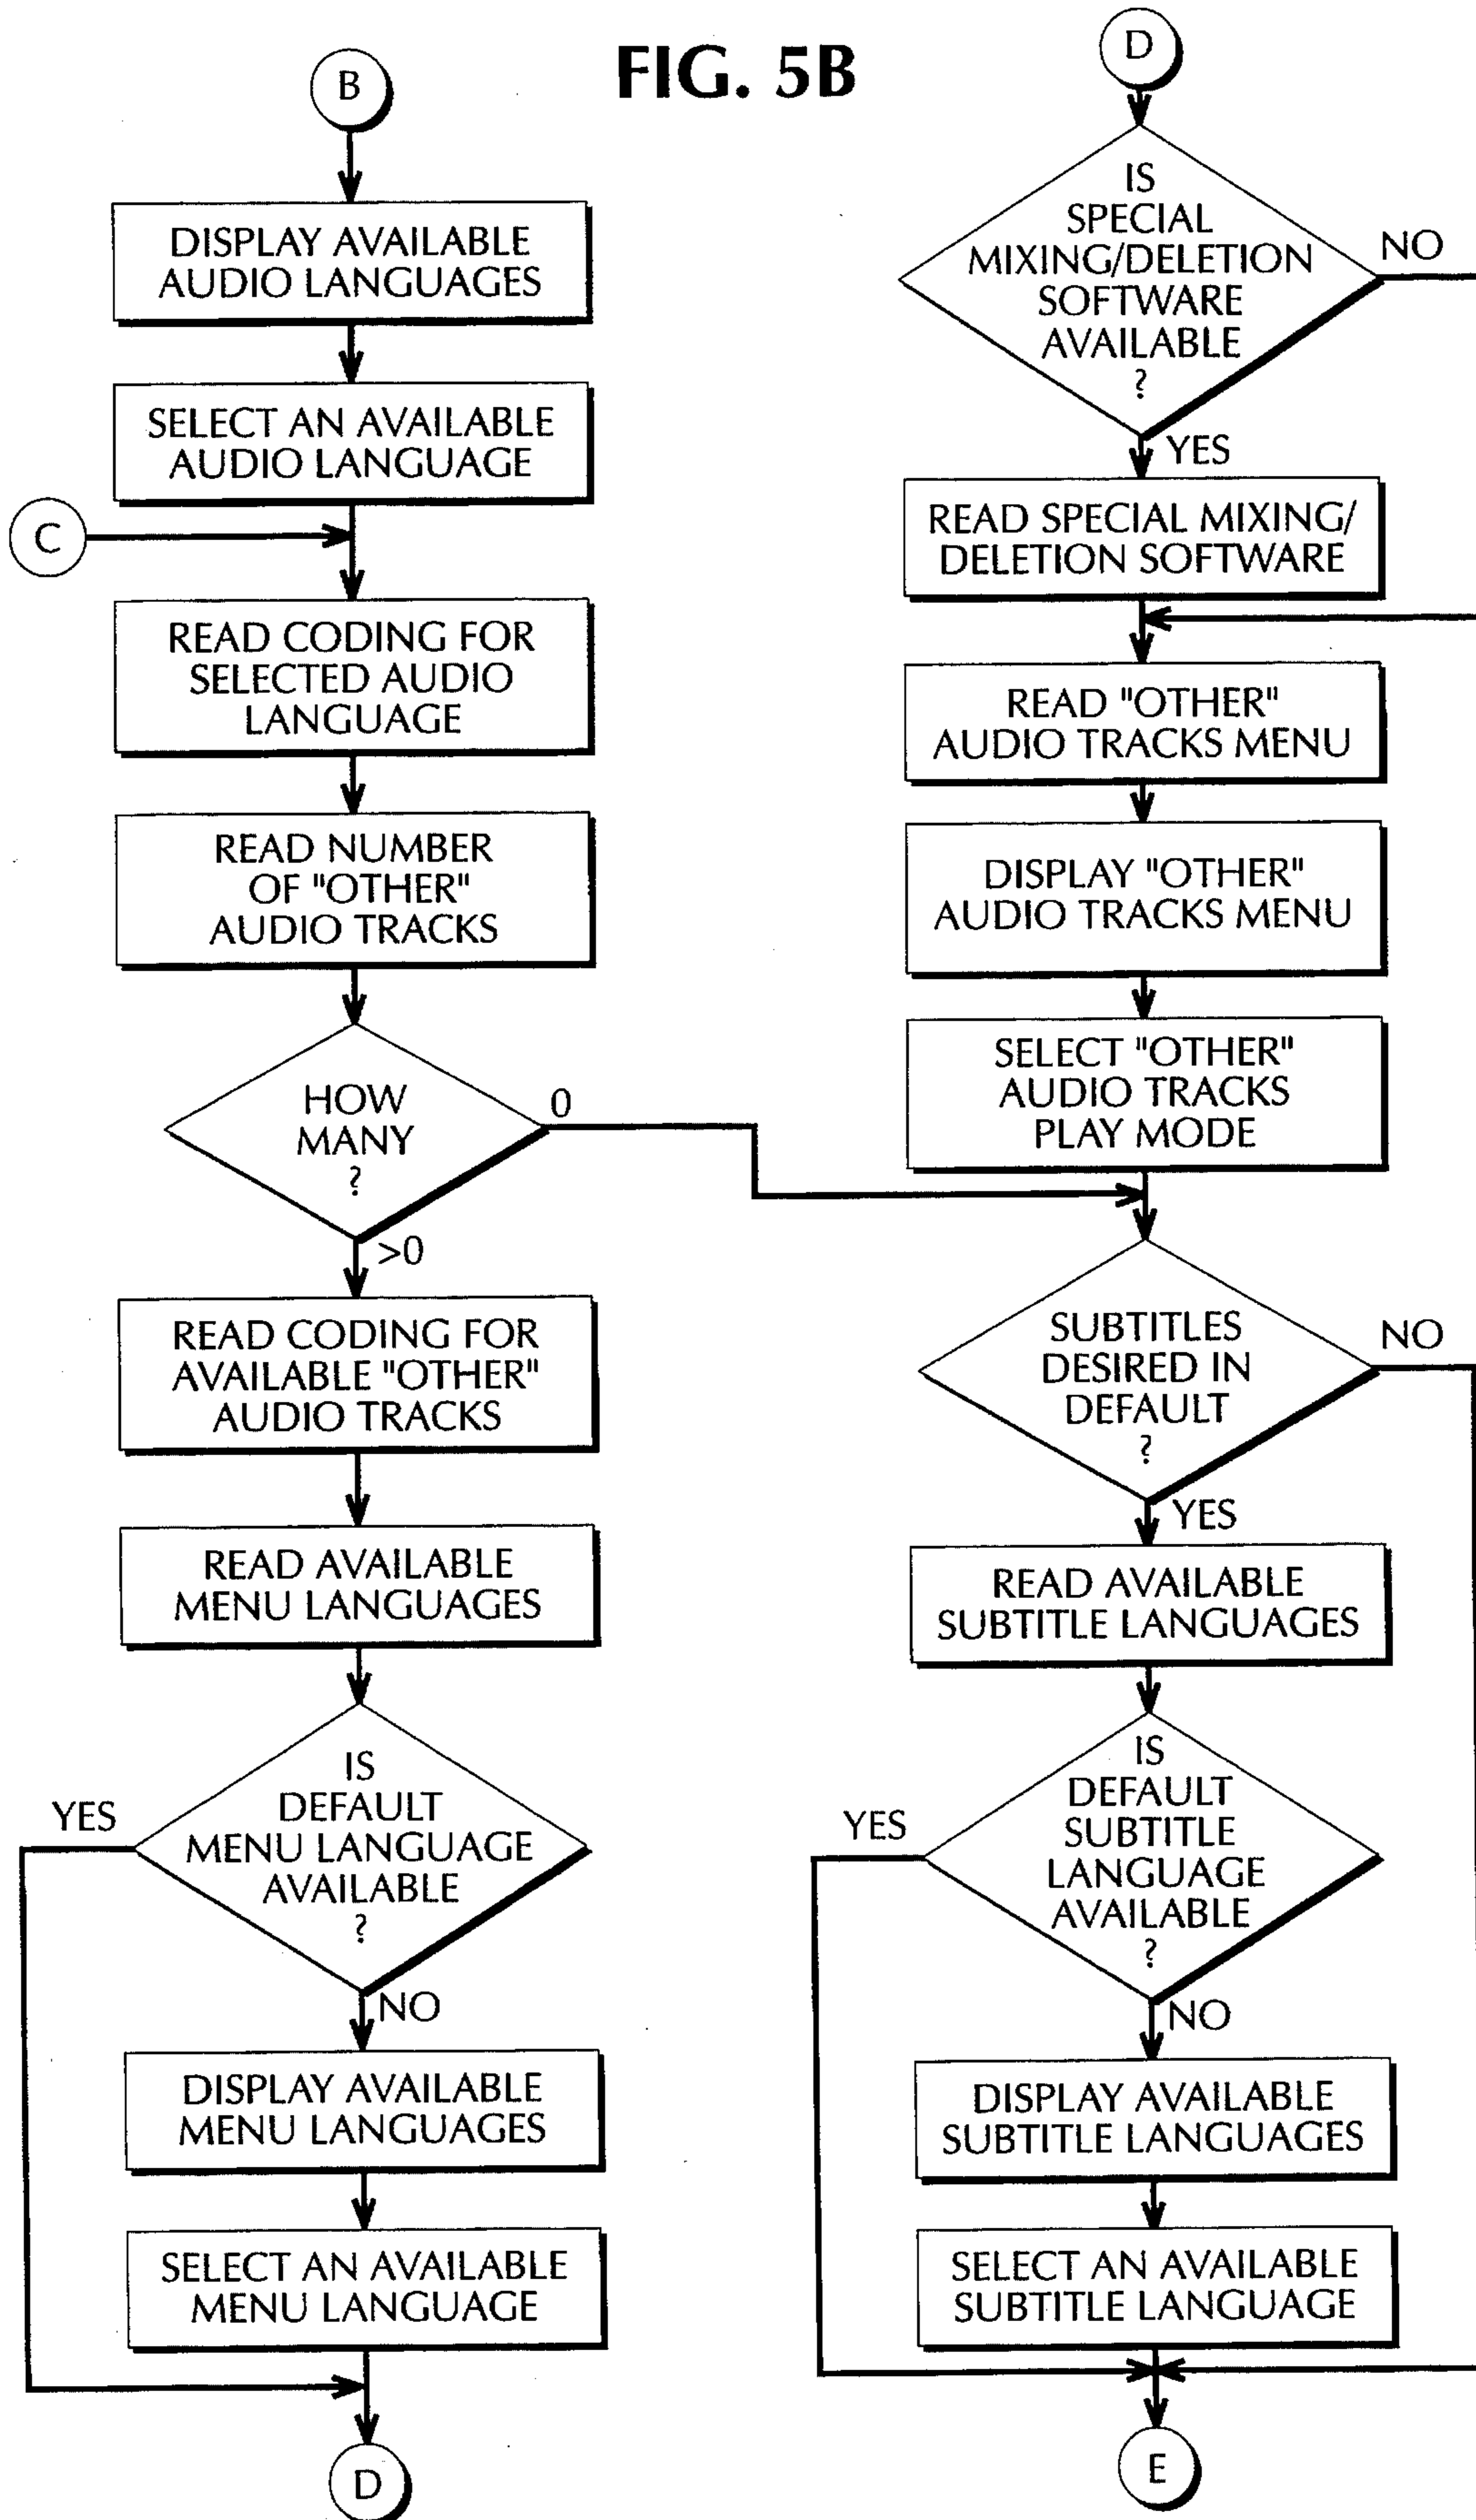 FIG. 5B
B
DISPLAY AVAILABLE
AUDIO LANGUAGES
SELECT AN AVAILABLE
AUDIO LANGUAGE
C
READ CODING FOR
SELECTED AUDIO
LANGUAGE
READ NUMBER
OF "OTHER"
AUDIO TRACKS
HOW
MANY
?
0
>0
READ CODING FOR
AVAILABLE "OTHER"
AUDIO TRACKS
READ AVAILABLE
MENU LANGUAGES
IS
DEFAULT
MENU LANGUAGE
AVAILABLE
?
YES
NO
DISPLAY AVAILABLE
MENU LANGUAGES
SELECT AN AVAILABLE
MENU LANGUAGE
D
D
IS
SPECIAL
MIXING/DELETION
SOFTWARE
AVAILABLE
?
NO
YES
READ SPECIAL MIXING/
DELETION SOFTWARE
READ "OTHER"
AUDIO TRACKS MENU
DISPLAY "OTHER"
AUDIO TRACKS MENU
SELECT "OTHER"
AUDIO TRACKS
PLAY MODE
SUBTITLES
DESIRED IN
DEFAULT
?
NO
YES
READ AVAILABLE
SUBTITLE LANGUAGES
IS
DEFAULT
SUBTITLE
LANGUAGE
AVAILABLE
?
YES
NO
DISPLAY AVAILABLE
SUBTITLE LANGUAGES
SELECT AN AVAILABLE
SUBTITLE LANGUAGE
E